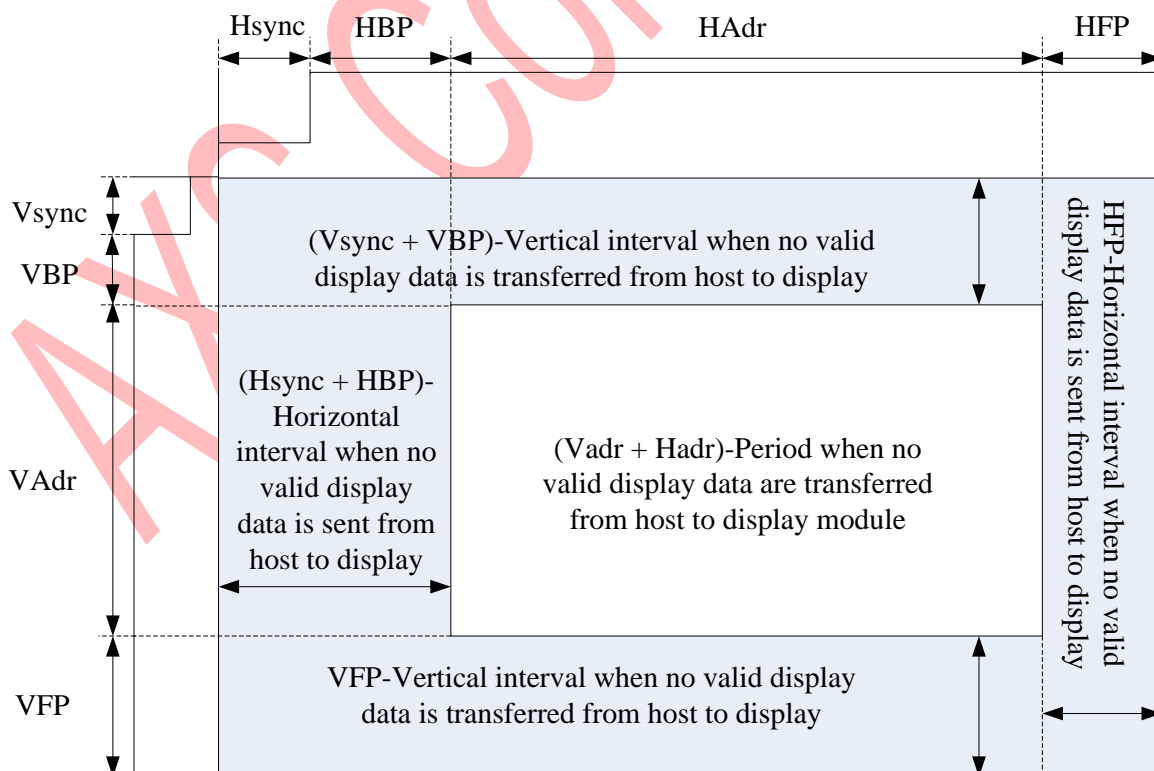 Hsync HBP HAdr HFP
Vsync
VBP
VAdr
VFP
(Vsync + VBP)-Vertical interval when no valid
display data is transferred from host to display
(Hsync + HBP)-
Horizontal
interval when no
valid display
data is sent from
host to display
(Vadr + Hadr)-Period when no
valid display data are transferred
from host to display module
HFP-Horizontal interval when no valid
display data is sent from host to display
VFP-Vertical interval when no valid display
data is transferred from host to display